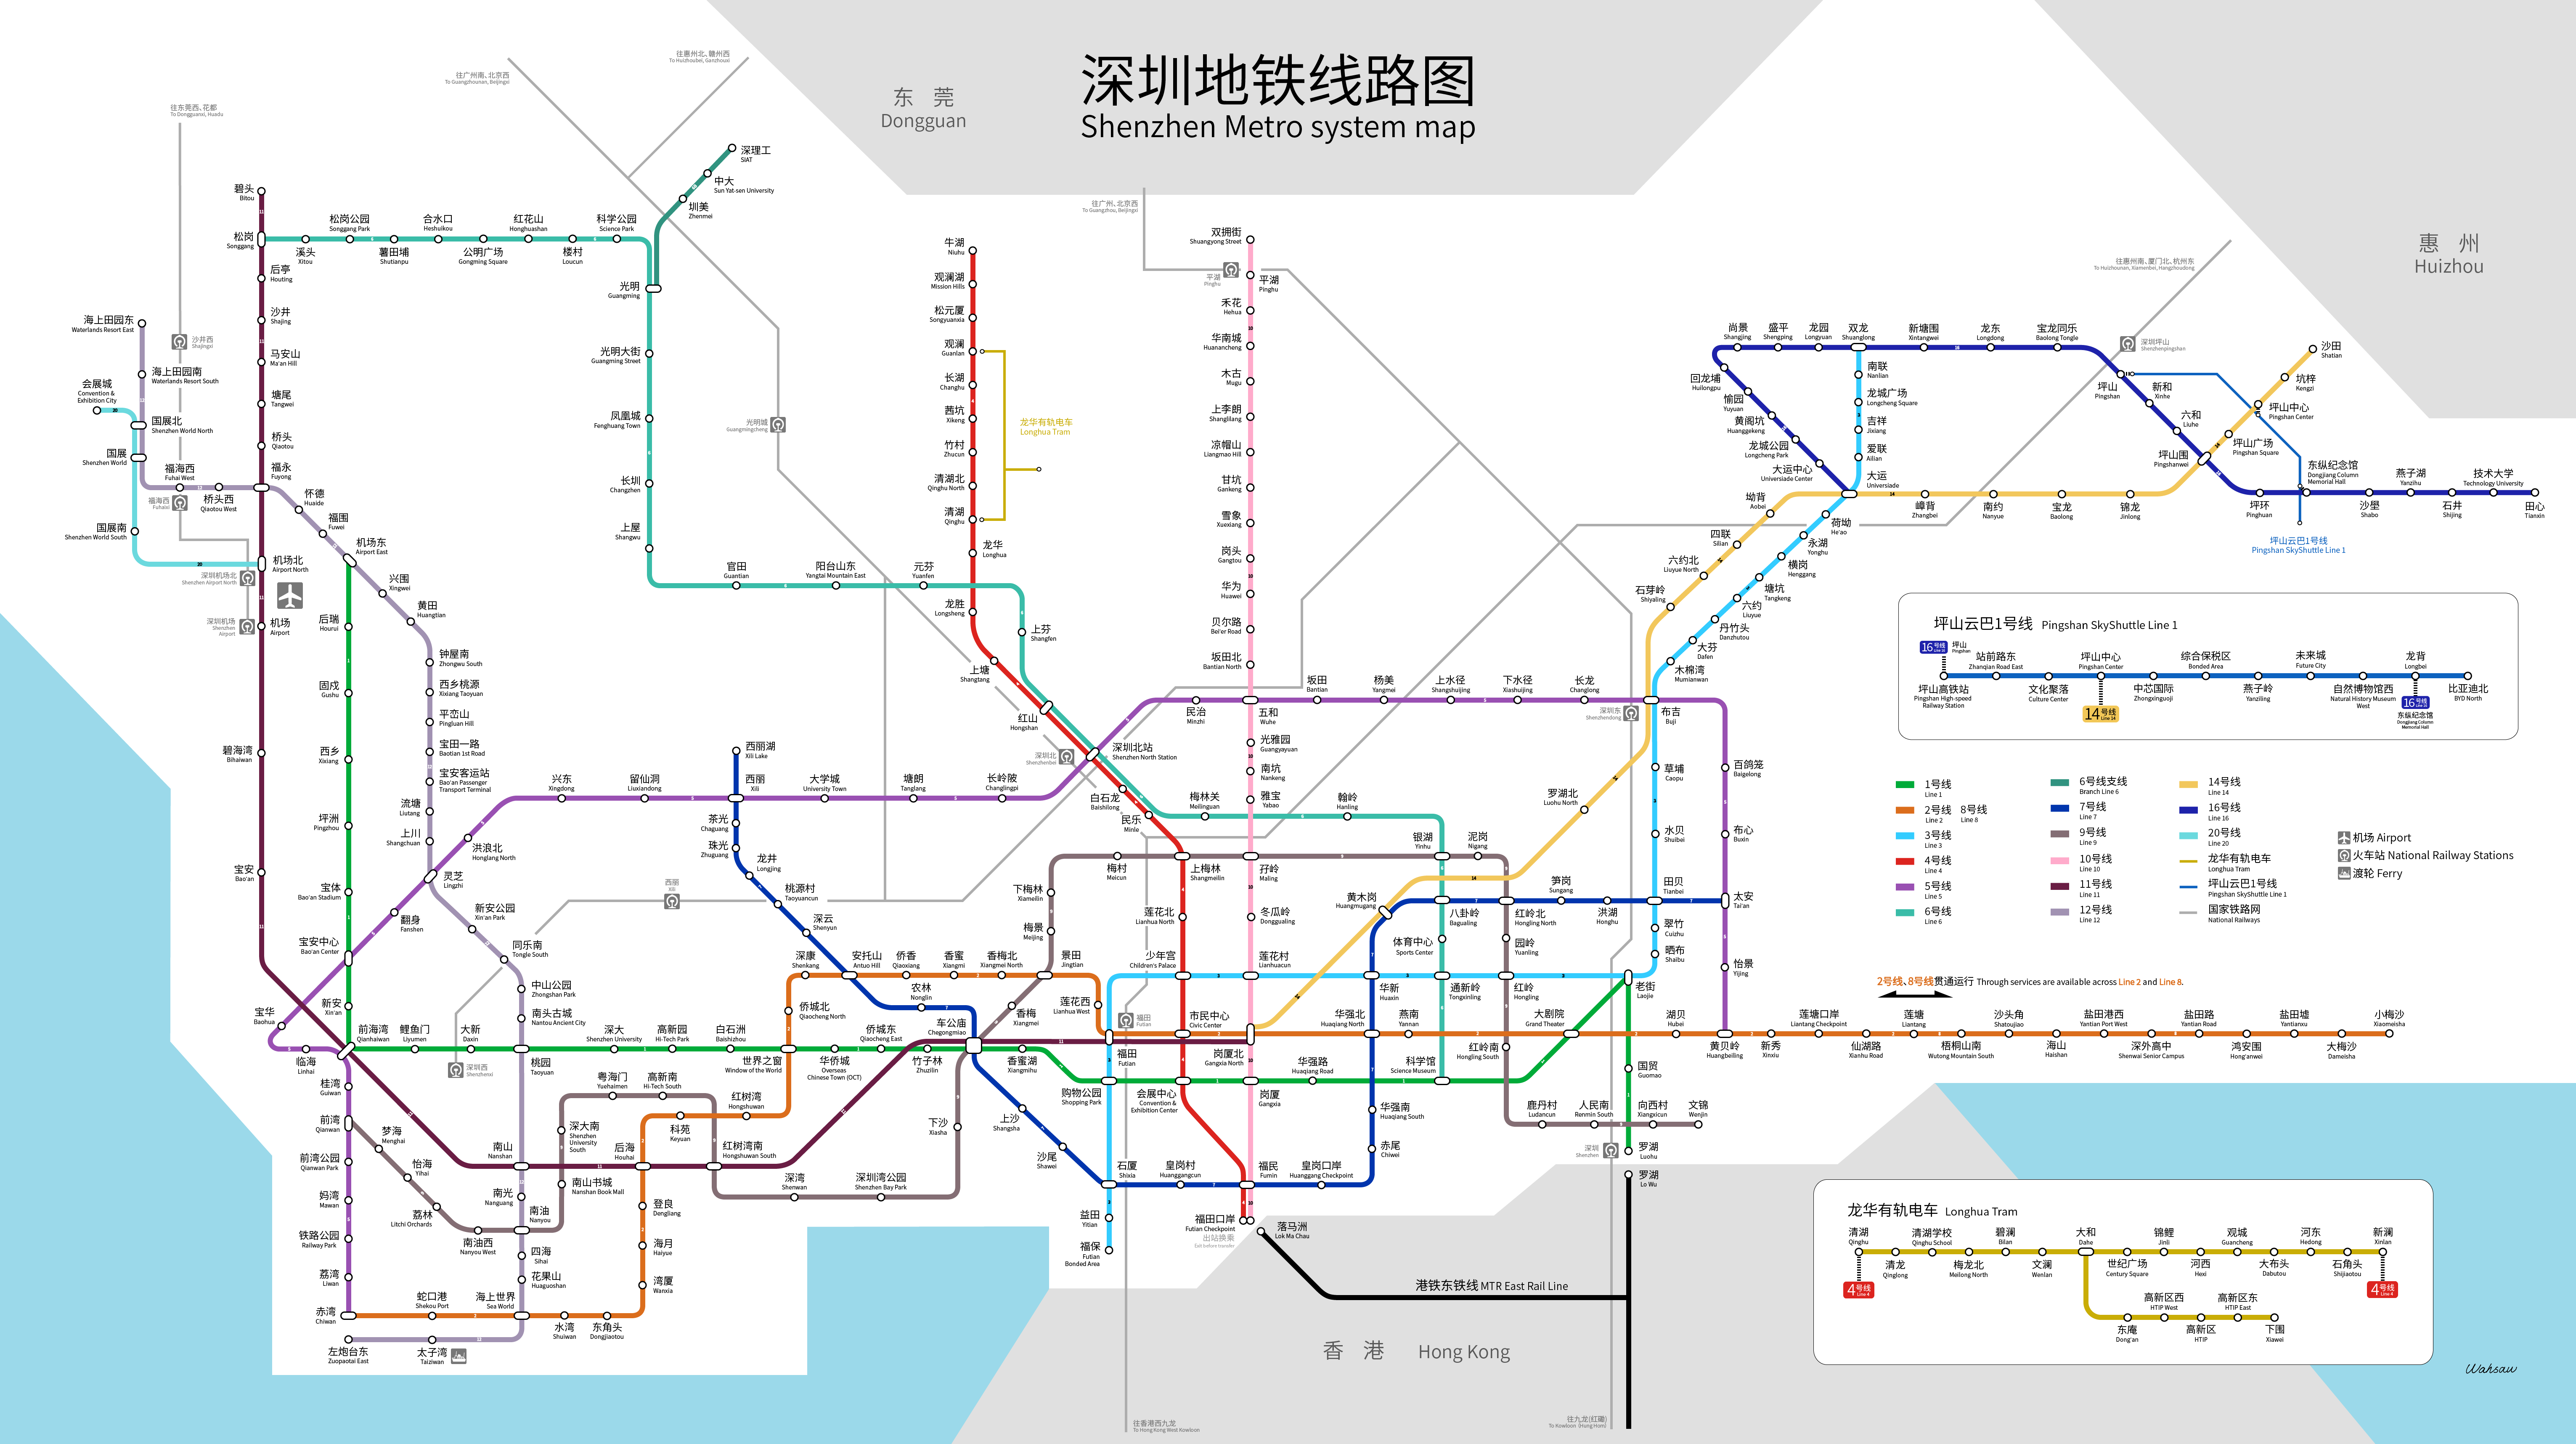 深圳地铁线路图
Shenzhen Metro system map
东 莞
Dongguan
惠 州
Huizhou
香 港 Hong Kong
往东莞西、花都
To Dongguanxi, Huadu
往广州南、北京西
To Guangzhounan, Beijingxi
往惠州北、赣州西
To Huizhoubei, Ganzhouxi
往广州、北京西
To Guangzhou, Beijingxi
往惠州南、厦门北、杭州东
To Huizhounan, Xiamenbei, Hangzhoudong
碧头
Bitou
松岗
Songgang
后亭
Houting
沙井
Shajing
马安山
Ma'an Hill
塘尾
Tangwei
桥头
Qiaotou
福永
Fuyong
机场北
Airport North
机场
Airport
碧海湾
Bihaiwan
宝安
Bao'an
溪头
Xitou
松岗公园
Songgang Park
薯田埔
Shutianpu
合水口
Heshuikou
公明广场
Gongming Square
红花山
Honghuashan
楼村
Loucun
科学公园
Science Park
深理工
SIAT
中大
Sun Yat-sen University
圳美
Zhenmei
光明
Guangming
光明大街
Guangming Street
凤凰城
Fenghuang Town
长圳
Changzhen
上屋
Shangwu
官田
Guantian
阳台山东
Yangtai Mountain East
元芬
Yuanfen
上芬
Shangfen
海上田园东
Waterlands Resort East
海上田园南
Waterlands Resort South
会展城
Convention &
Exhibition City
国展北
Shenzhen World North
国展
Shenzhen World
国展南
Shenzhen World South
福海西
Fuhai West
桥头西
Qiaotou West
怀德
Huaide
福围
Fuwei
机场东
Airport East
兴围
Xingwei
黄田
Huangtian
钟屋南
Zhongwu South
西乡桃源
Xixiang Taoyuan
平峦山
Pingluan Hill
宝田一路
Baotian 1st Road
宝安客运站
Bao'an Passenger
Transport Terminal
流塘
Liutang
上川
Shangchuan
灵芝
Lingzhi
新安公园
Xin'an Park
同乐南
Tongle South
中山公园
Zhongshan Park
南头古城
Nantou Ancient City
桃园
Taoyuan
南山
Nanshan
南光
Nanguang
南油
Nanyou
四海
Sihai
花果山
Huaguoshan
海上世界
Sea World
太子湾
Taiziwan
左炮台东
Zuopaotai East
沙井西
Shajingxi
福海西
Fuhaixi
深圳机场北
Shenzhen Airport North
深圳机场
Shenzhen
Airport
光明城
Guangmingcheng
平湖
Pinghu
深圳北
Shenzhenbei
西丽
Xili
深圳西
Shenzhenxi
福田
Futian
深圳东
Shenzhendong
深圳
Shenzhen
深圳坪山
Shenzhenpingshan
后瑞
Hourui
固戍
Gushu
西乡
Xixiang
坪洲
Pingzhou
宝体
Bao'an Stadium
宝安中心
Bao'an Center
新安
Xin'an
前海湾
Qianhaiwan
鲤鱼门
Liyumen
大新
Daxin
深大
Shenzhen University
高新园
Hi-Tech Park
白石洲
Baishizhou
世界之窗
Window of the World
华侨城
Overseas
Chinese Town (OCT)
侨城东
Qiaocheng East
竹子林
Zhuzilin
车公庙
Chegongmiao
香蜜湖
Xiangmihu
购物公园
Shopping Park
会展中心
Convention &
Exhibition Center
岗厦
Gangxia
华强路
Huaqiang Road
科学馆
Science Museum
大剧院
Grand Theater
老街
Laojie
国贸
Guomao
罗湖
Luohu
罗湖
Lo Wu
牛湖
Niuhu
观澜湖
Mission Hills
松元厦
Songyuanxia
观澜
Guanlan
长湖
Changhu
茜坑
Xikeng
竹村
Zhucun
清湖北
Qinghu North
清湖
Qinghu
龙华
Longhua
龙胜
Longsheng
上塘
Shangtang
红山
Hongshan
深圳北站
Shenzhen North Station
白石龙
Baishilong
民乐
Minle
上梅林
Shangmeilin
莲花北
Lianhua North
少年宫
Children's Palace
市民中心
Civic Center
福田口岸
Futian Checkpoint
出站换乘
Exit before transfer
落马洲
Lok Ma Chau
龙华有轨电车
Longhua Tram
双拥街
Shuangyong Street
平湖
Pinghu
禾花
Hehua
华南城
Huanancheng
木古
Mugu
上李朗
Shanglilang
凉帽山
Liangmao Hill
甘坑
Gankeng
雪象
Xuexiang
岗头
Gangtou
华为
Huawei
贝尔路
Bei'er Road
坂田北
Bantian North
五和
Wuhe
光雅园
Guangyayuan
南坑
Nankeng
雅宝
Yabao
孖岭
Maling
冬瓜岭
Donggualing
莲花村
Lianhuacun
岗厦北
Gangxia North
福民
Fumin
宝华
Baohua
临海
Linhai
桂湾
Guiwan
前湾
Qianwan
前湾公园
Qianwan Park
妈湾
Mawan
铁路公园
Railway Park
荔湾
Liwan
赤湾
Chiwan
翻身
Fanshen
洪浪北
Honglang North
兴东
Xingdong
留仙洞
Liuxiandong
西丽
Xili
大学城
University Town
塘朗
Tanglang
长岭陂
Changlingpi
民治
Minzhi
坂田
Bantian
杨美
Yangmei
上水径
Shangshuijing
下水径
Xiashuijing
长龙
Changlong
布吉
Buji
百鸽笼
Baigelong
布心
Buxin
太安
Tai'an
怡景
Yijing
黄贝岭
Huangbeiling
西丽湖
Xili Lake
茶光
Chaguang
珠光
Zhuguang
龙井
Longjing
桃源村
Taoyuancun
深云
Shenyun
安托山
Antuo Hill
农林
Nonglin
上沙
Shangsha
沙尾
Shawei
石厦
Shixia
皇岗村
Huanggangcun
皇岗口岸
Huanggang Checkpoint
赤尾
Chiwei
华强南
Huaqiang South
华强北
Huaqiang North
华新
Huaxin
黄木岗
Huangmugang
八卦岭
Bagualing
红岭北
Hongling North
笋岗
Sungang
洪湖
Honghu
田贝
Tianbei
梅林关
Meilinguan
翰岭
Hanling
银湖
Yinhu
泥岗
Nigang
体育中心
Sports Center
通新岭
Tongxinling
园岭
Yuanling
红岭
Hongling
红岭南
Hongling South
鹿丹村
Ludancun
人民南
Renmin South
向西村
Xiangxicun
文锦
Wenjin
梅村
Meicun
下梅林
Xiameilin
梅景
Meijing
景田
Jingtian
香梅
Xiangmei
下沙
Xiasha
深圳湾公园
Shenzhen Bay Park
深湾
Shenwan
红树湾南
Hongshuwan South
高新南
Hi-Tech South
粤海门
Yuehaimen
深大南
Shenzhen
University
South
南山书城
Nanshan Book Mall
南油西
Nanyou West
荔林
Litchi Orchards
怡海
Yihai
梦海
Menghai
蛇口港
Shekou Port
水湾
Shuiwan
东角头
Dongjiaotou
湾厦
Wanxia
海月
Haiyue
登良
Dengliang
后海
Houhai
科苑
Keyuan
红树湾
Hongshuwan
侨城北
Qiaocheng North
深康
Shenkang
侨香
Qiaoxiang
香蜜
Xiangmi
香梅北
Xiangmei North
莲花西
Lianhua West
福田
Futian
燕南
Yannan
湖贝
Hubei
新秀
Xinxiu
莲塘口岸
Liantang Checkpoint
仙湖路
Xianhu Road
莲塘
Liantang
梧桐山南
Wutong Mountain South
沙头角
Shatoujiao
海山
Haishan
盐田港西
Yantian Port West
深外高中
Shenwai Senior Campus
盐田路
Yantian Road
鸿安围
Hong'anwei
盐田墟
Yantianxu
大梅沙
Dameisha
小梅沙
Xiaomeisha
益田
Yitian
福保
Futian
Bonded Area
晒布
Shaibu
翠竹
Cuizhu
水贝
Shuibei
草埔
Caopu
木棉湾
Mumianwan
大芬
Dafen
丹竹头
Danzhutou
六约
Liuyue
塘坑
Tangkeng
横岗
Henggang
永湖
Yonghu
荷坳
He'ao
大运
Universiade
爱联
Ailian
吉祥
Jixiang
龙城广场
Longcheng Square
南联
Nanlian
双龙
Shuanglong
罗湖北
Luohu North
石芽岭
Shiyaling
六约北
Liuyue North
四联
Silian
坳背
Aobei
嶂背
Zhangbei
南约
Nanyue
宝龙
Baolong
锦龙
Jinlong
坪山围
Pingshanwei
坪山广场
Pingshan Square
坪山中心
Pingshan Center
坑梓
Kengzi
沙田
Shatian
大运中心
Universiade Center
龙城公园
Longcheng Park
黄阁坑
Huanggekeng
愉园
Yuyuan
回龙埔
Huilongpu
尚景
Shangjing
盛平
Shengping
龙园
Longyuan
新塘围
Xintangwei
龙东
Longdong
宝龙同乐
Baolong Tongle
坪山
Pingshan
新和
Xinhe
六和
Liuhe
坪环
Pinghuan
东纵纪念馆
Dongjiang Column
Memorial Hall
沙壆
Shabo
燕子湖
Yanzihu
石井
Shijing
技术大学
Technology University
田心
Tianxin
坪山云巴1号线
Pingshan SkyShuttle Line 1
坪山云巴1号线 Pingshan SkyShuttle Line 1
16号线
Line 16
坪山
Pingshan
坪山高铁站
Pingshan High-speed
Railway Station
站前路东
Zhanqian Road East
文化聚落
Culture Center
坪山中心
Pingshan Center
14号线
Line 14
中芯国际
Zhongxinguoji
综合保税区
Bonded Area
燕子岭
Yanziling
未来城
Future City
自然博物馆西
Natural History Museum
West
龙背
Longbei
16号线
Line 16
东纵纪念馆
Dongjiang Column
Memorial Hall
比亚迪北
BYD North
1号线
Line 1
2号线 8号线
Line 2 Line 8
3号线
Line 3
4号线
Line 4
5号线
Line 5
6号线
Line 6
6号线支线
Branch Line 6
7号线
Line 7
9号线
Line 9
10号线
Line 10
11号线
Line 11
12号线
Line 12
14号线
Line 14
16号线
Line 16
20号线
Line 20
龙华有轨电车
Longhua Tram
坪山云巴1号线
Pingshan SkyShuttle Line 1
国家铁路网
National Railways
机场 Airport
火车站 National Railway Stations
渡轮 Ferry
2号线、8号线贯通运行 Through services are available across Line 2 and Line 8.
龙华有轨电车 Longhua Tram
清湖
Qinghu
4号线
Line 4
清龙
Qinglong
清湖学校
Qinghu School
梅龙北
Meilong North
碧澜
Bilan
文澜
Wenlan
大和
Dahe
世纪广场
Century Square
锦鲤
Jinli
河西
Hexi
观城
Guancheng
大布头
Dabutou
河东
Hedong
石角头
Shijiaotou
新澜
Xinlan
4号线
Line 4
东庵
Dong'an
高新区西
HTIP West
高新区
HTIP
高新区东
HTIP East
下围
Xiawei
港铁东铁线 MTR East Rail Line
往香港西九龙
To Hong Kong West Kowloon
往九龙(红磡)
To Kowloon (Hung Hom)
Wahsaw